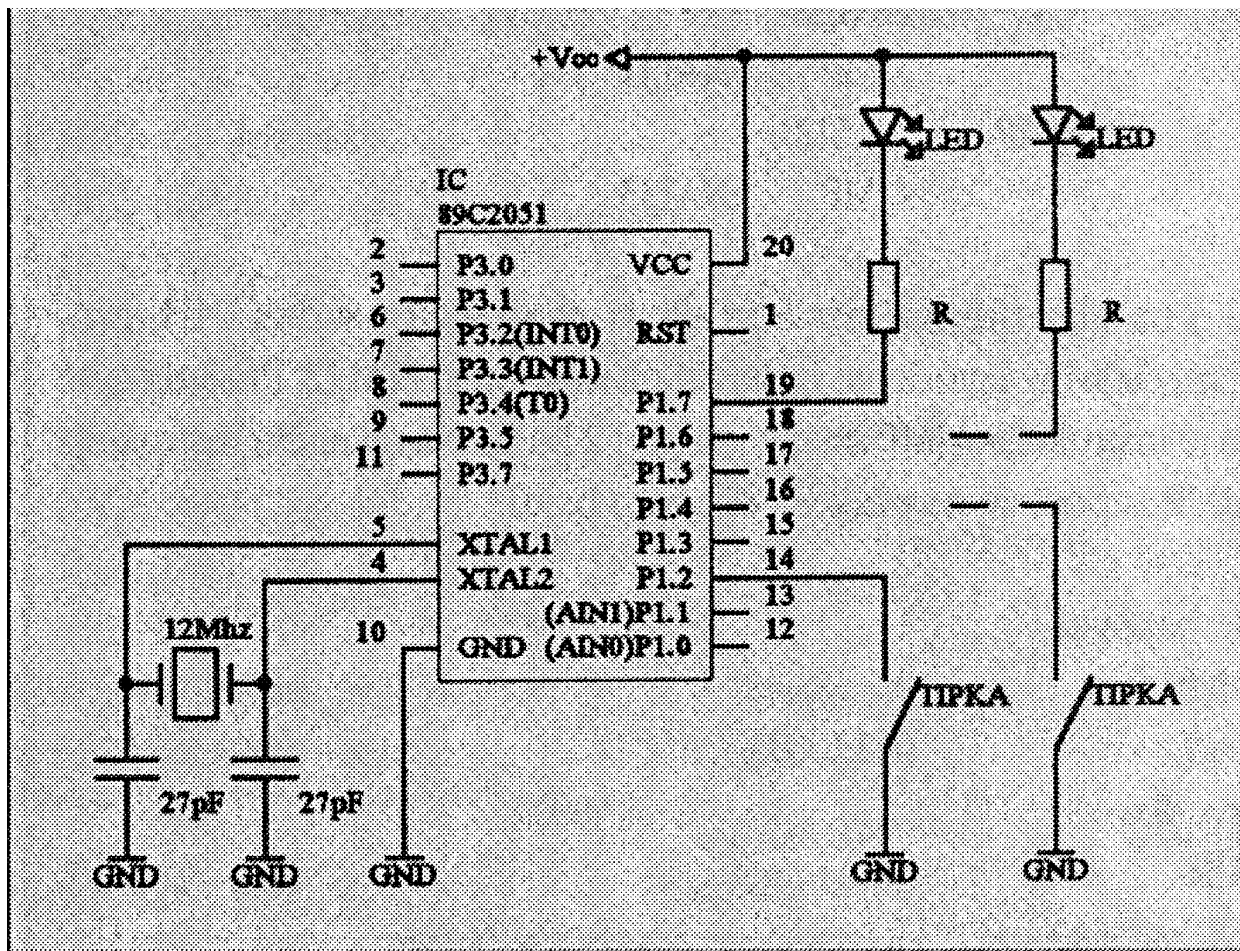 +Vcc
LED
LED
IC
89C2051
2
P3.0
VCC
20
3
P3.1
R
R
6
P3.2(INT0)
RST
1
7
P3.3(INT1)
8
P3.4(T0)
P1.7
19
9
P3.5
P1.6
18
11
P3.7
P1.5
17
P1.4
16
5
XTAL1
P1.3
15
4
XTAL2
P1.2
14
(AIN1)P1.1
13
12Mhz
10
GND
(AIN0)P1.0
12
TIPKA
TIPKA
27pF
27pF
GND
GND
GND
GND
GND